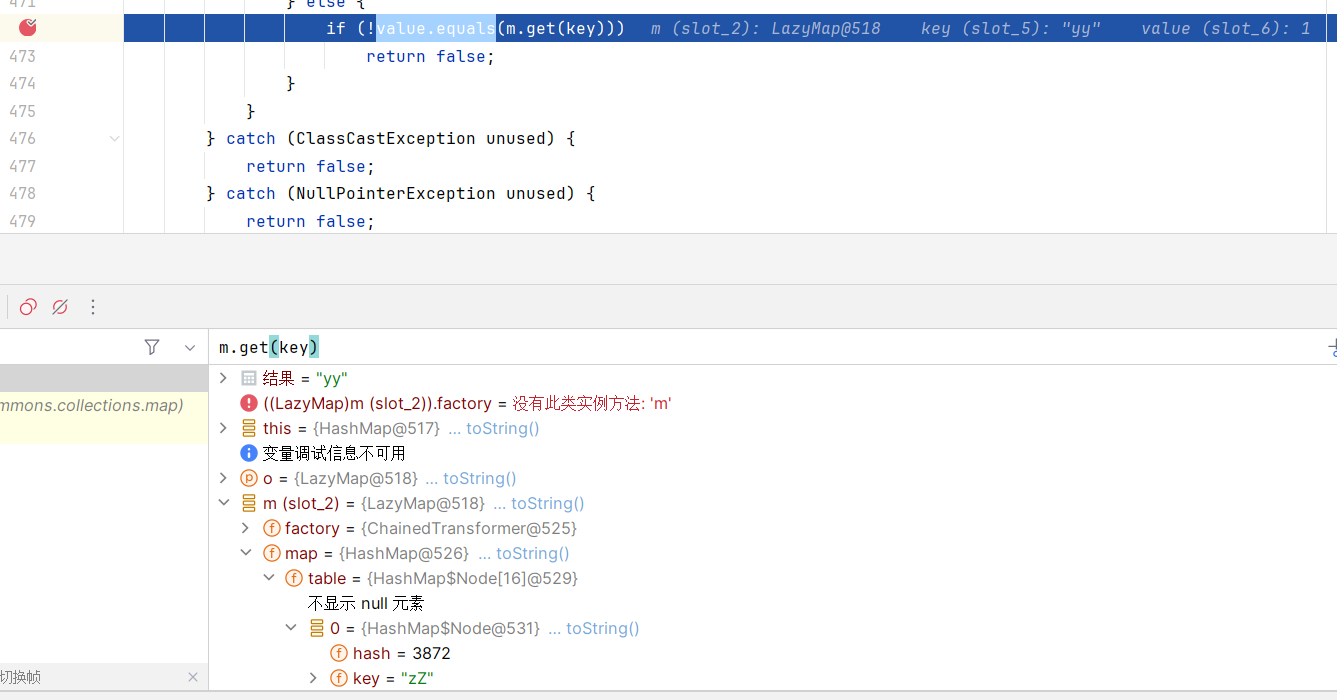 471 } else {
if (!value.equals(m.get(key))) m (slot_2): LazyMap@518 key (slot_5): "yy" value (slot_6): 1
473 return false;
474 }
475 }
476 } catch (ClassCastException unused) {
477 return false;
478 } catch (NullPointerException unused) {
479 return false;
m.get(key)
结果 = "yy"
mmons.collections.map)
((LazyMap)m (slot_2)).factory = 没有此类实例方法: 'm'
this = {HashMap@517} ... toString()
变量调试信息不可用
o = {LazyMap@518} ... toString()
m (slot_2) = {LazyMap@518} ... toString()
factory = {ChainedTransformer@525}
map = {HashMap@526} ... toString()
table = {HashMap$Node[16]@529}
不显示 null 元素
0 = {HashMap$Node@531} ... toString()
hash = 3872
切换帧
key = "zZ"